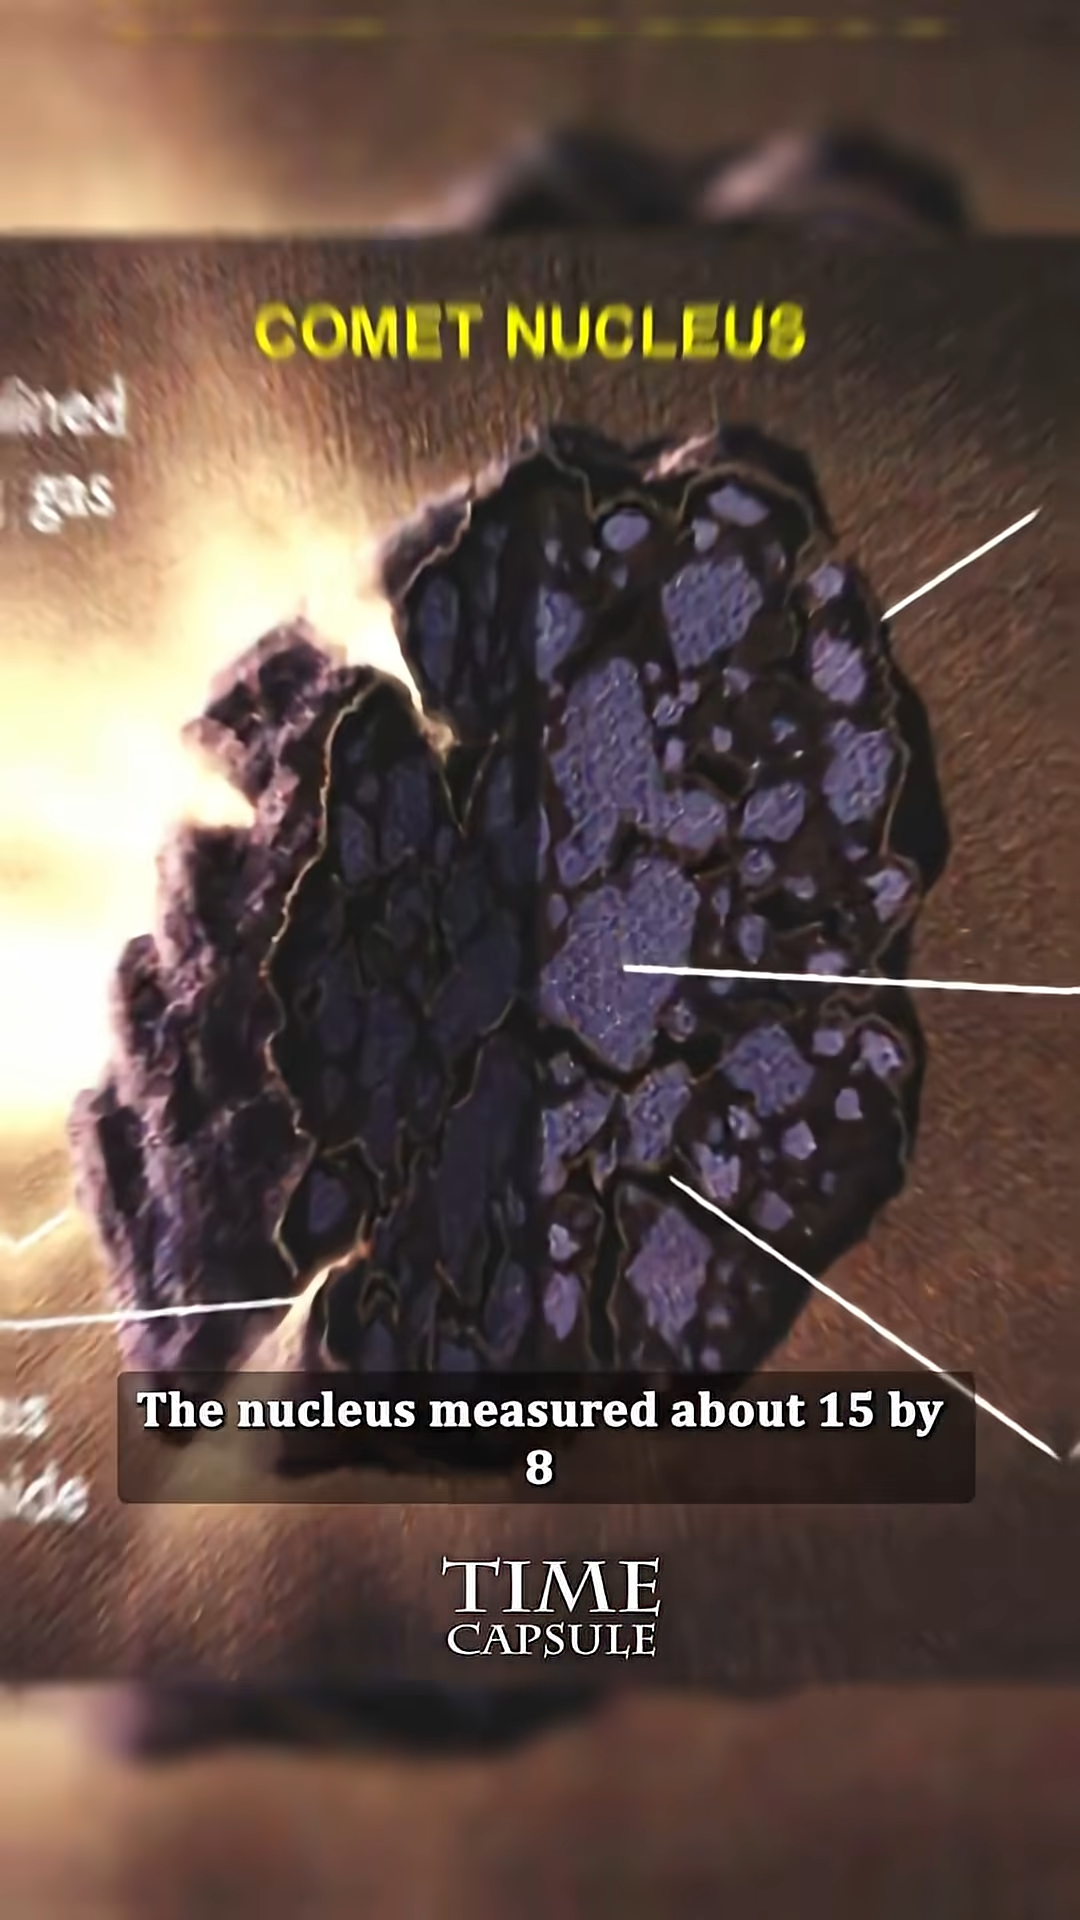 COMET NUCLEUS
gas
The nucleus measured about 15 by
8
TIME
CAPSULE